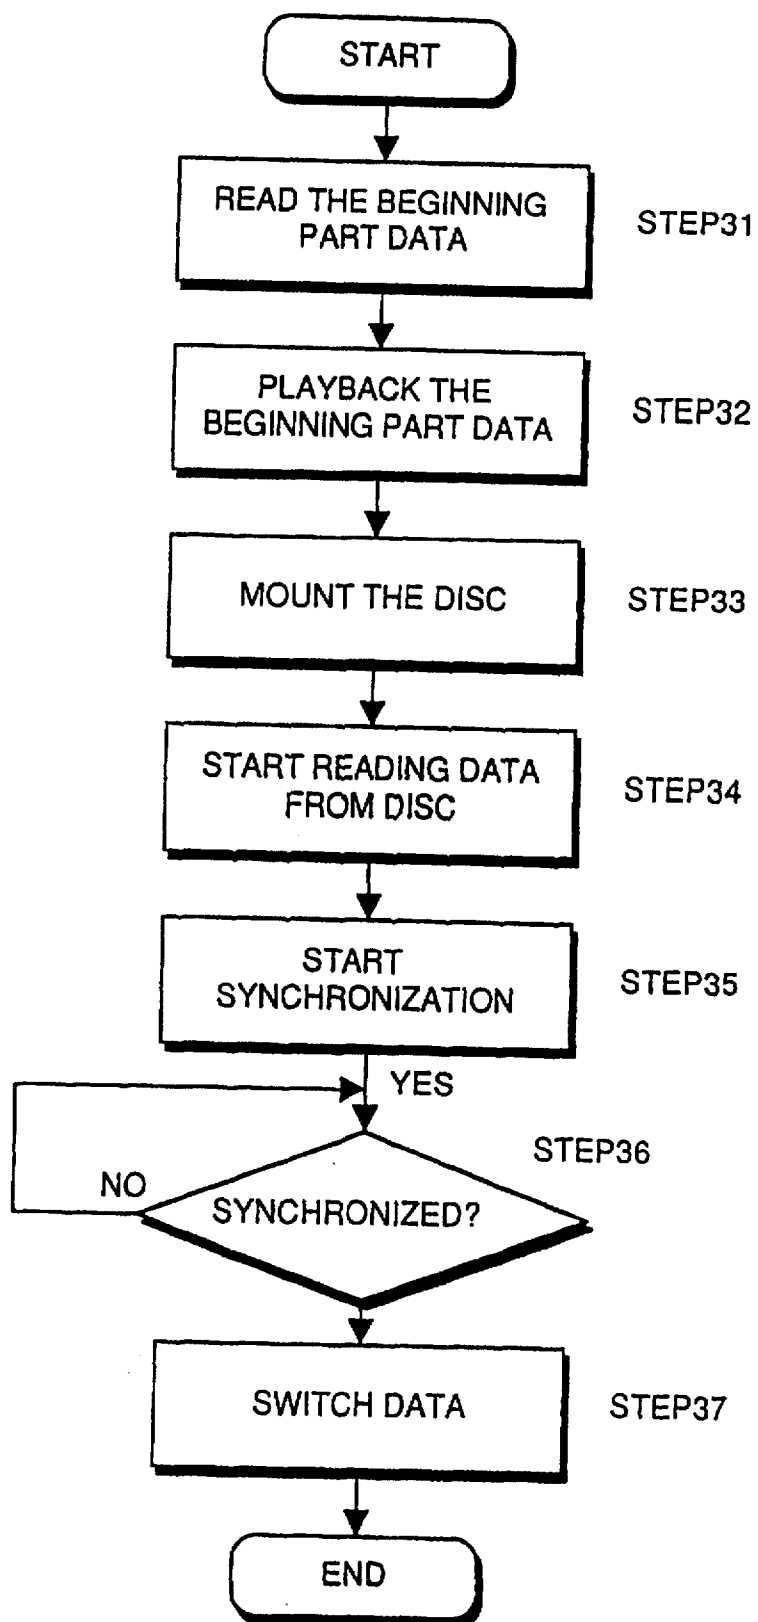 START
READ THE BEGINNING
PART DATA
STEP31
PLAYBACK THE
BEGINNING PART DATA
STEP32
MOUNT THE DISC
STEP33
START READING DATA
FROM DISC
STEP34
START
SYNCHRONIZATION
STEP35
YES
STEP36
NO
SYNCHRONIZED?
SWITCH DATA
STEP37
END